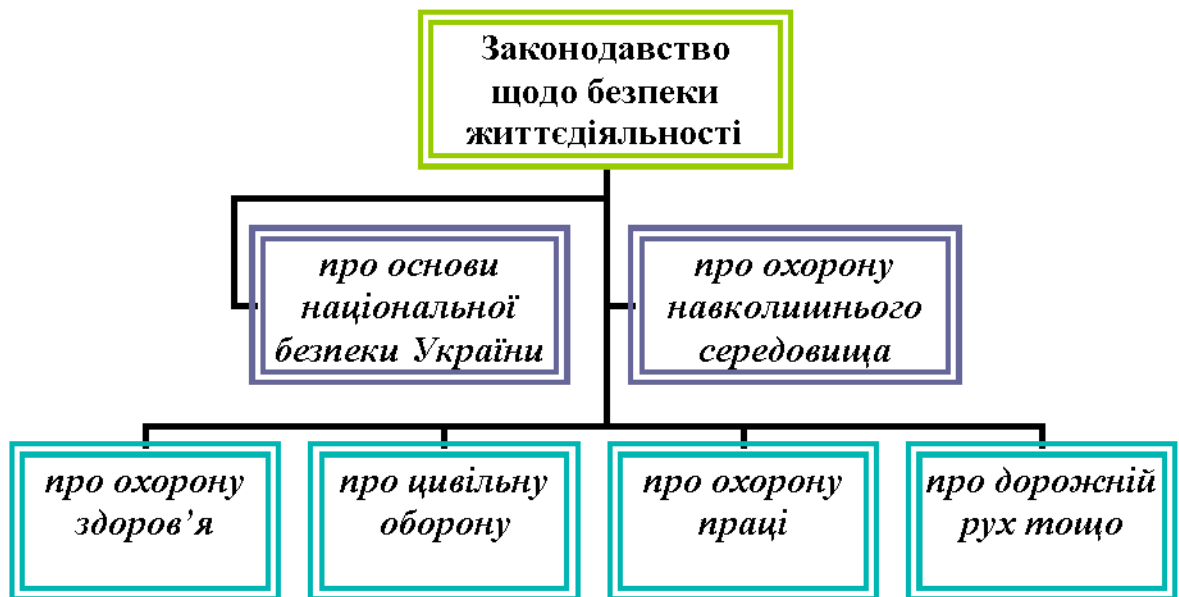 Законодавство
щодо безпеки
життєдіяльності
про основи
національної
безпеки України
про охорону
навколишнього
середовища
про охорону
здоров’я
про цивільну
оборону
про охорону
праці
про дорожній
рух тощо